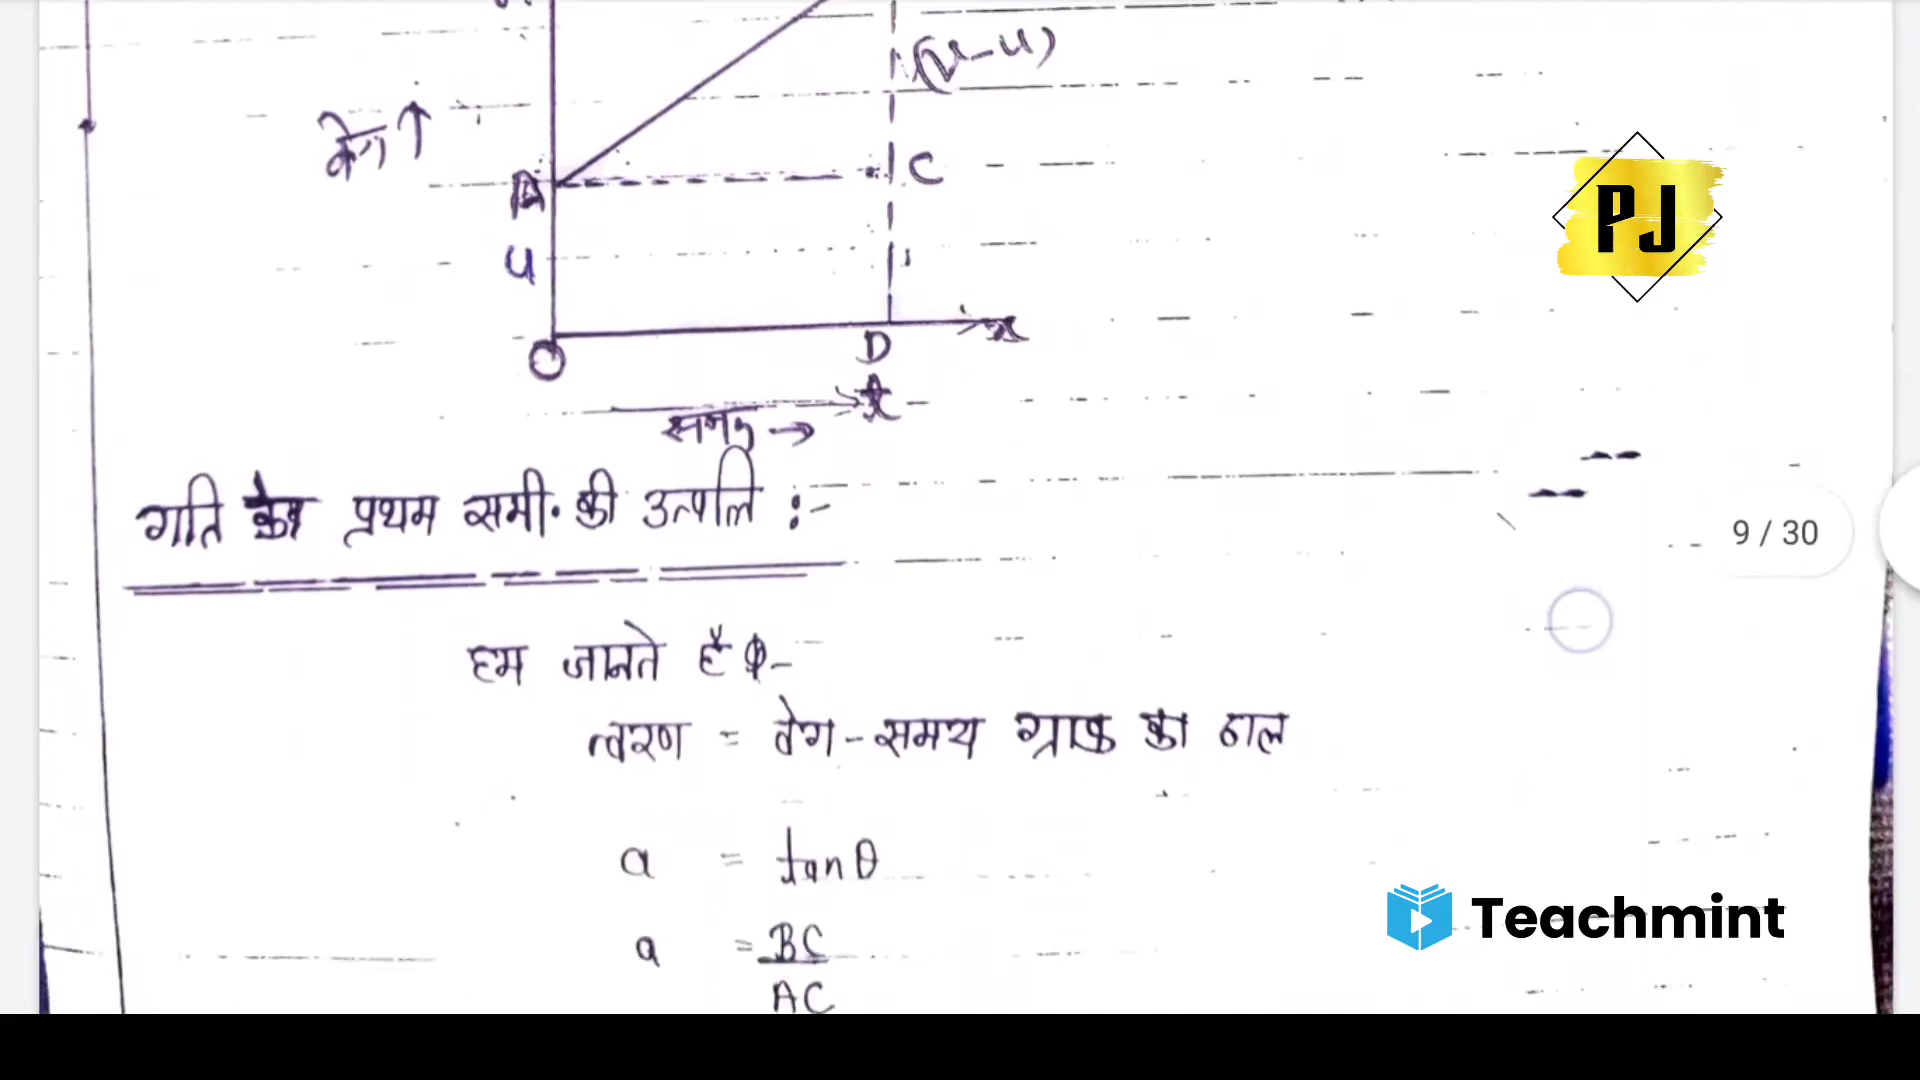 (v-u)
वेग ↑
A
C
u
O
D
x
t
समय →
PJ
गति के प्रथम समी. की उत्पत्ति :-
9 / 30
हम जानते है -
त्वरण = वेग - समय ग्राफ का ढाल
a = tanθ
Teachmint
a = BC
AC